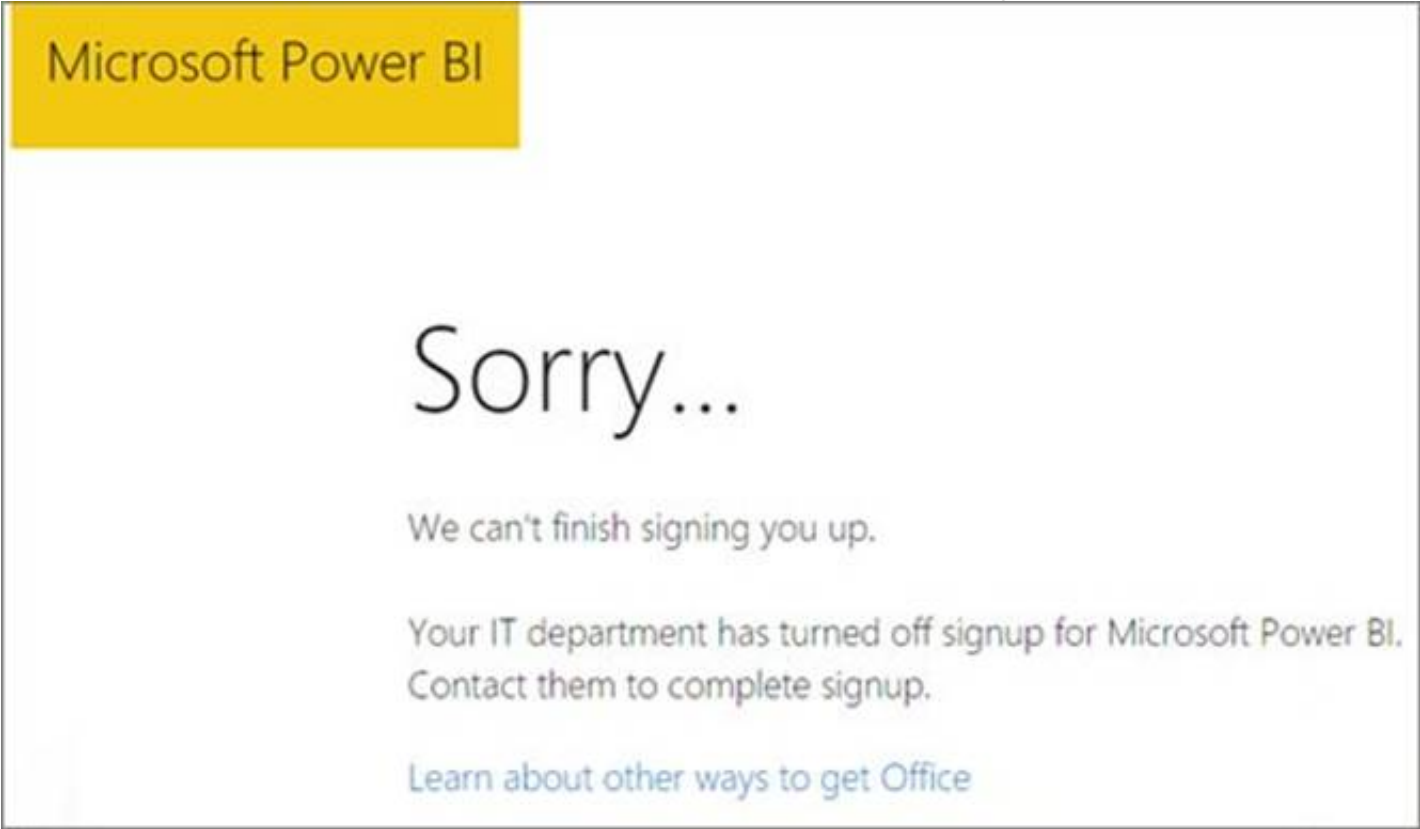 Microsoft Power BI
Sorry...
We can't finish signing you up.
Your IT department has turned off signup for Microsoft Power BI.
Contact them to complete signup.
Learn about other ways to get Office